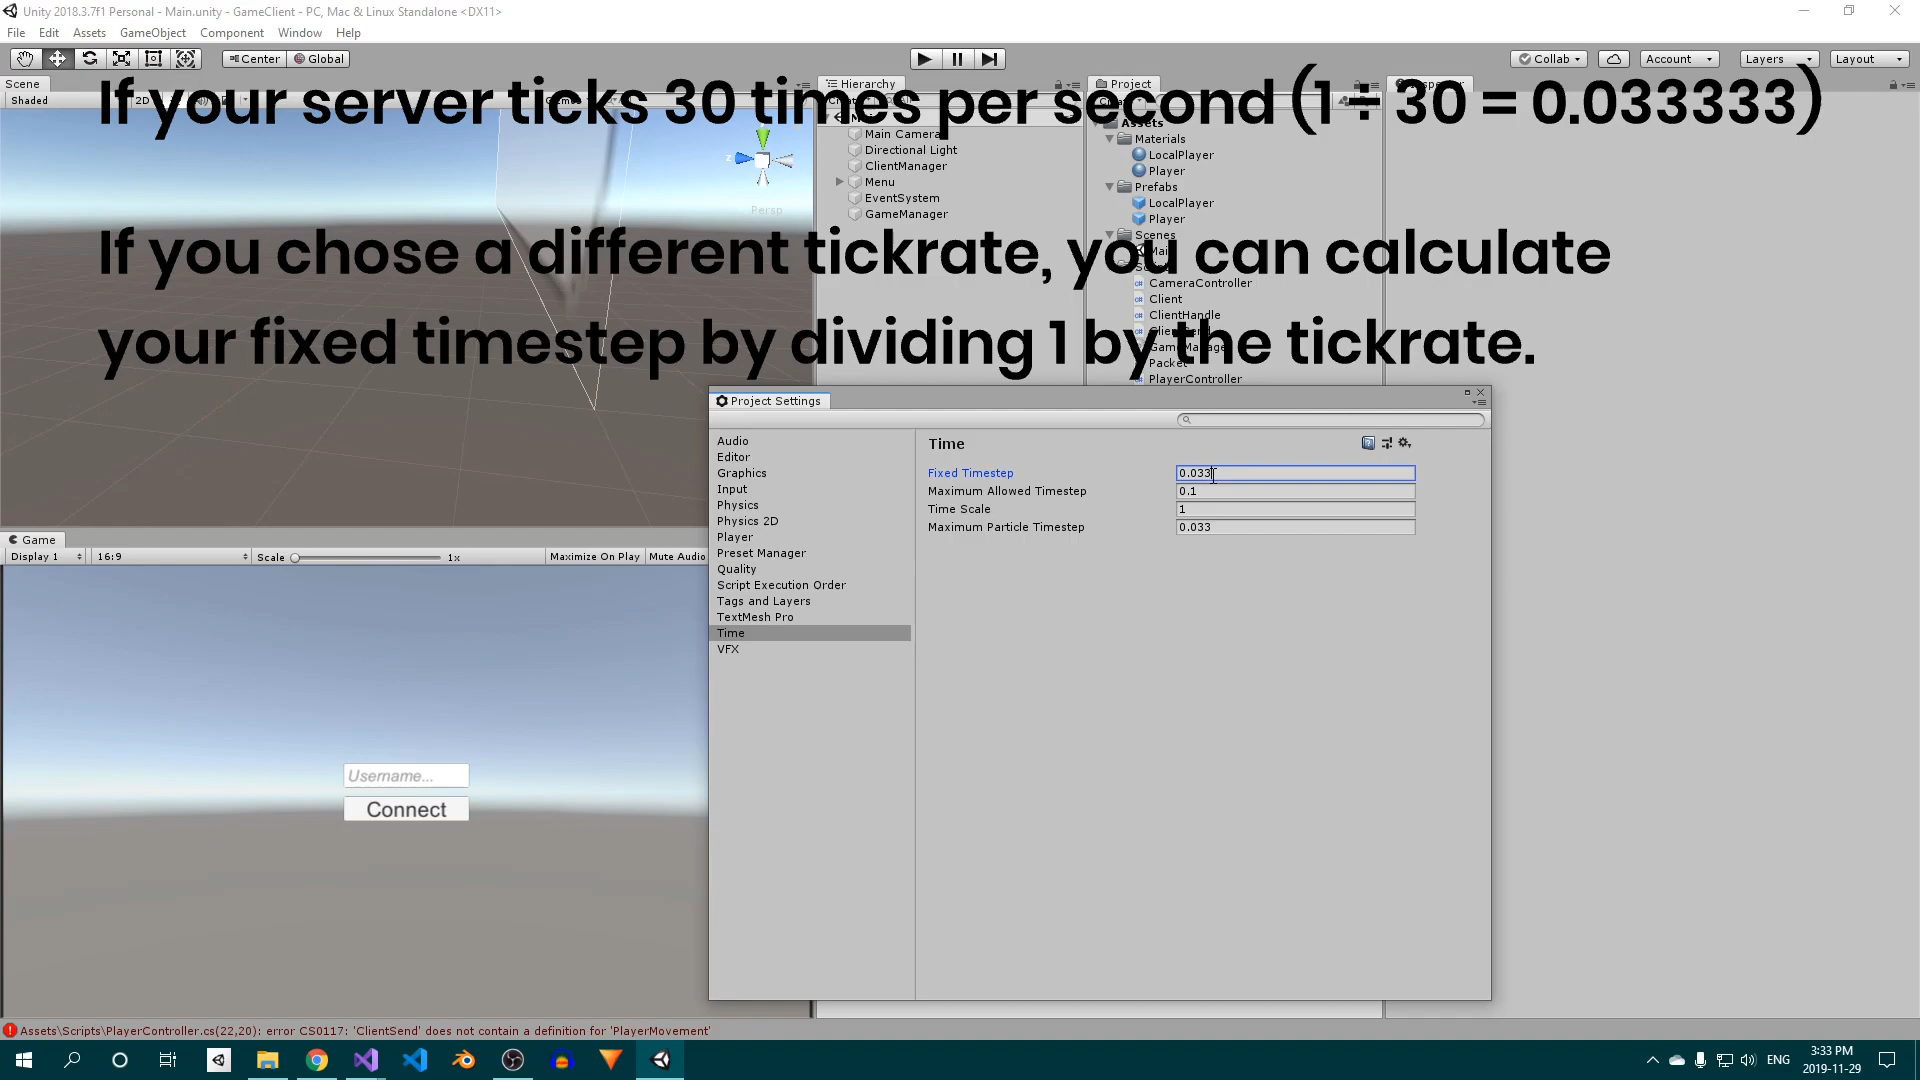 Unity 2018.3.7f1 Personal - Main.unity - GameClient - PC, Mac & Linux Standalone <DX11>
File Edit Assets GameObject Component Window Help
Center Global Collab Account Layers Layout
Scene Hierarchy Project
Shaded 2D
If your server ticks 30 times per second (1 ÷ 30 = 0.033333)
If you chose a different tickrate, you can calculate
your fixed timestep by dividing 1 by the tickrate.
Persp
Main Camera
Directional Light
ClientManager
Menu
EventSystem
GameManager
Assets
Materials
LocalPlayer
Player
Prefabs
LocalPlayer
Player
Scenes
CameraController
Client
ClientHandle
Packet
PlayerController
Project Settings
Audio
Editor
Graphics
Input
Physics
Physics 2D
Player
Preset Manager
Quality
Script Execution Order
Tags and Layers
TextMesh Pro
Time
VFX
Time
Fixed Timestep 0.033
Maximum Allowed Timestep 0.1
Time Scale 1
Maximum Particle Timestep 0.033
Game
Display 1 16:9 Scale 1x Maximize On Play Mute Audio
Username...
Connect
Assets\Scripts\PlayerController.cs(22,20): error CS0117: 'ClientSend' does not contain a definition for 'PlayerMovement'
ENG
3:33 PM
2019-11-29